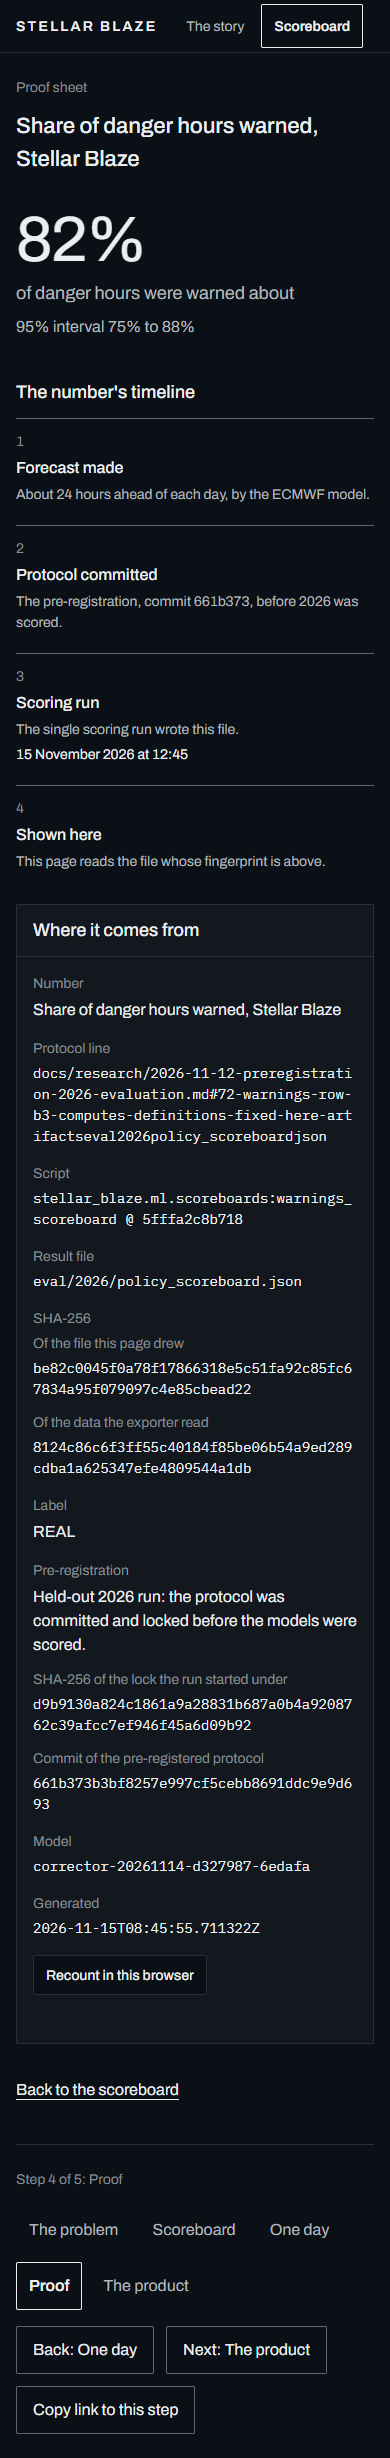 STELLAR BLAZE
The story
Scoreboard
Proof sheet
Share of danger hours warned,
Stellar Blaze
82%
of danger hours were warned about
95% interval 75% to 88%
The number's timeline
1
Forecast made
About 24 hours ahead of each day, by the ECMWF model.
2
Protocol committed
The pre-registration, commit 661b373, before 2026 was
scored.
3
Scoring run
The single scoring run wrote this file.
15 November 2026 at 12:45
4
Shown here
This page reads the file whose fingerprint is above.
Where it comes from
Number
Share of danger hours warned, Stellar Blaze
Protocol line
docs/research/2026-11-12-preregistrati
on-2026-evaluation.md#72-warnings-row-
b3-computes-definitions-fixed-here-art
ifactseval2026policy_scoreboardjson
Script
stellar_blaze.ml.scoreboards:warnings_
scoreboard @ 5fffa2c8b718
Result file
eval/2026/policy_scoreboard.json
SHA-256
Of the file this page drew
be82c0045f0a78f17866318e5c51fa92c85fc6
7834a95f079097c4e85cbead22
Of the data the exporter read
8124c86c6f3ff55c40184f85be06b54a9ed289
cdba1a625347efe4809544a1db
Label
REAL
Pre-registration
Held-out 2026 run: the protocol was
committed and locked before the models were
scored.
SHA-256 of the lock the run started under
d9b9130a824c1861a9a28831b687a0b4a92087
62c39afcc7ef946f45a6d09b92
Commit of the pre-registered protocol
661b373b3bf8257e997cf5cebb8691ddc9e9d6
93
Model
corrector-20261114-d327987-6edafa
Generated
2026-11-15T08:45:55.711322Z
Recount in this browser
Back to the scoreboard
Step 4 of 5: Proof
The problem
Scoreboard
One day
Proof
The product
Back: One day
Next: The product
Copy link to this step